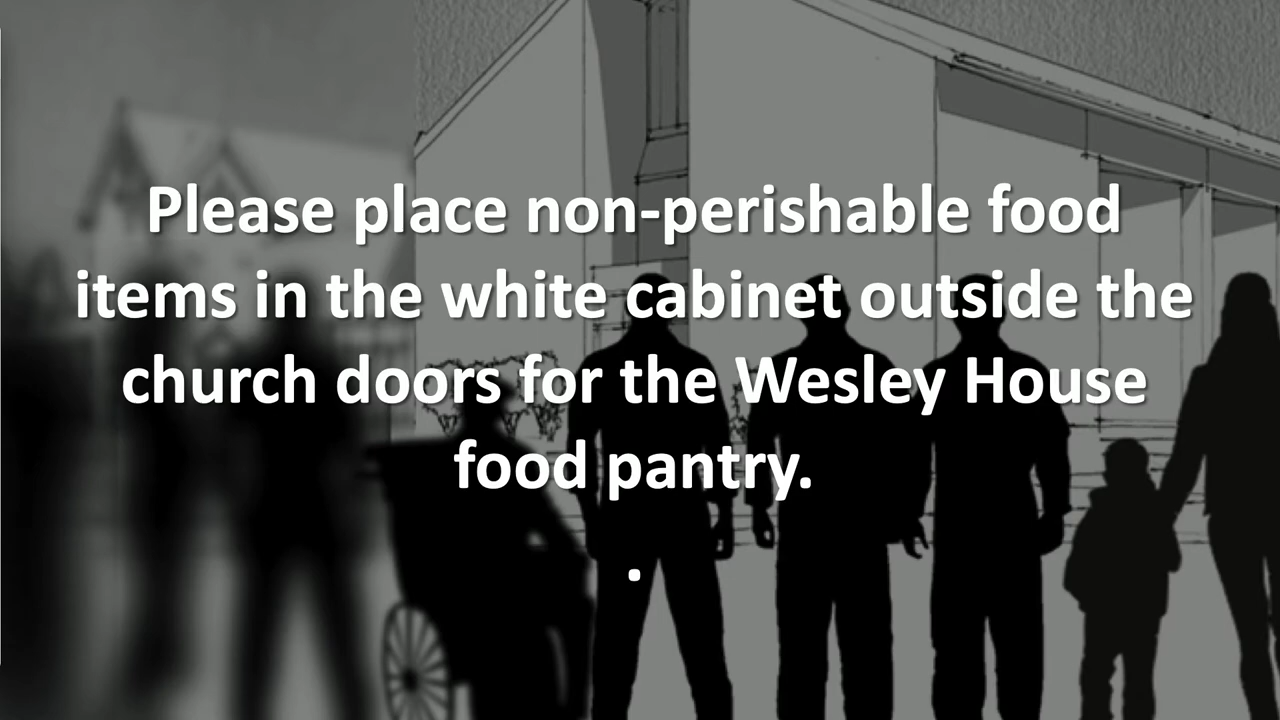 Please place non-perishable food
items in the white cabinet outside the
church doors for the Wesley House
food pantry.
.